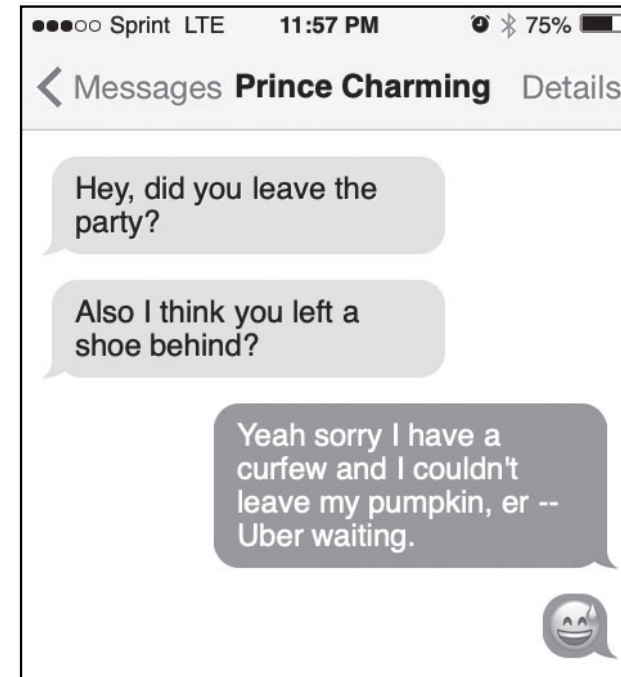 Sprint LTE 11:57 PM 75%
Messages Prince Charming Details
Hey, did you leave the
party?
Also I think you left a
shoe behind?
Yeah sorry I have a
curfew and I couldn't
leave my pumpkin, er --
Uber waiting.